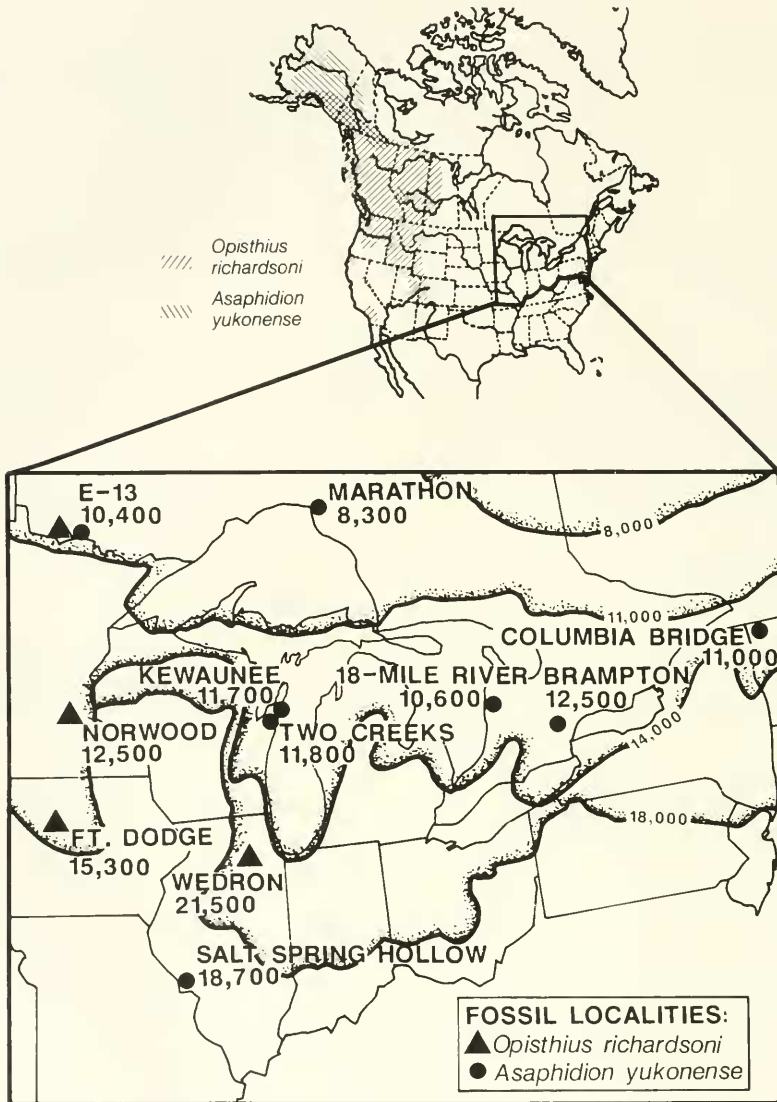 Opisthius
richardsoni
Asaphidion
yukonense
E-13
10,400
MARATHON
8,300
8,000
11,000
COLUMBIA BRIDGE
11,000
KEWAUNEE
11,700
18-MILE RIVER
10,600
BRAMPTON
12,500
NORWOOD
12,500
TWO CREEKS
11,800
14,000
18,000
FT. DODGE
15,300
WEDRON
21,500
SALT SPRING HOLLOW
18,700
FOSSIL LOCALITIES:
Opisthius richardsoni
Asaphidion yukonense